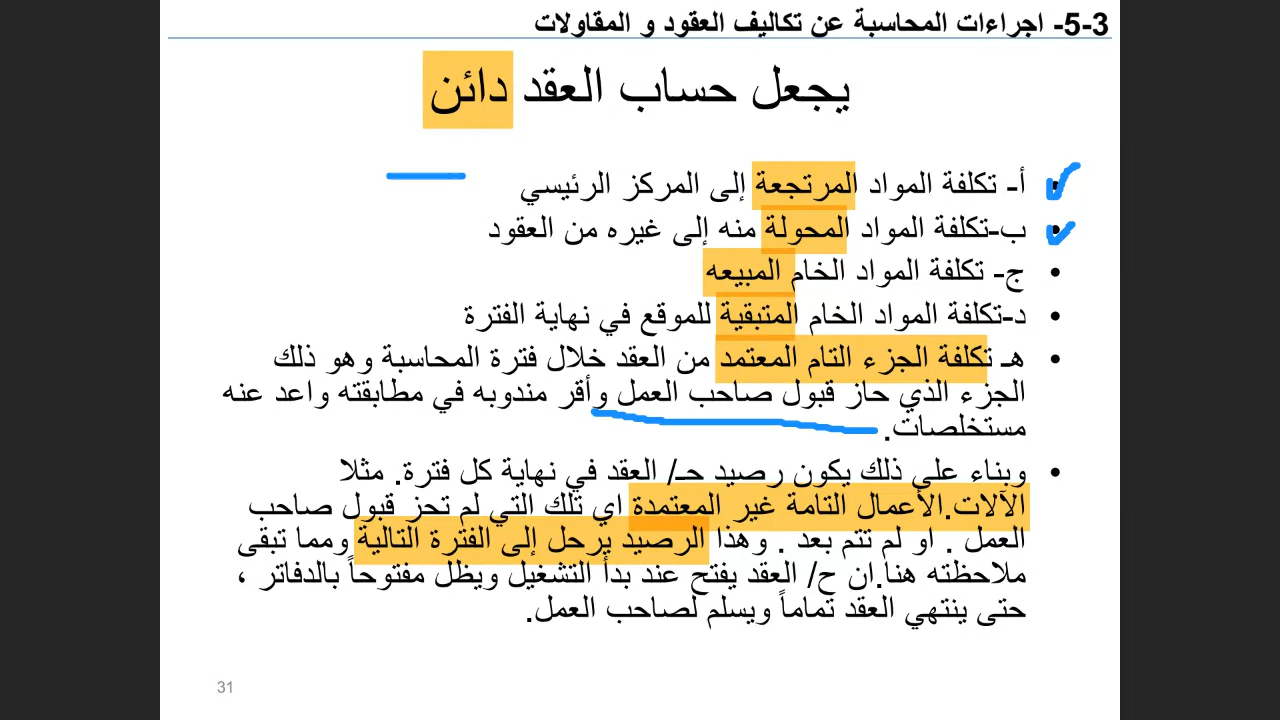 5-3- اجراءات المحاسبة عن تكاليف العقود و المقاولات
يجعل حساب العقد دائن
• أ- تكلفة المواد المرتجعة إلى المركز الرئيسي
• ب-تكلفة المواد المحولة منه إلى غيره من العقود
• ج- تكلفة المواد الخام المبيعه
• د-تكلفة المواد الخام المتبقية للموقع في نهاية الفترة
• هـ تكلفة الجزء التام المعتمد من العقد خلال فترة المحاسبة وهو ذلك
الجزء الذي حاز قبول صاحب العمل وأقر مندوبه في مطابقته واعد عنه
مستخلصات.
• وبناء على ذلك يكون رصيد حـ/ العقد في نهاية كل فترة. مثلا
الآلات.الأعمال التامة غير المعتمدة اي تلك التي لم تحز قبول صاحب
العمل . او لم تتم بعد . وهذا الرصيد يرحل إلى الفترة التالية ومما تبقى
ملاحظته هنا.ان ح/ العقد يفتح عند بدأ التشغيل ويظل مفتوحاً بالدفاتر ،
حتى ينتهي العقد تماماً ويسلم لصاحب العمل.
31